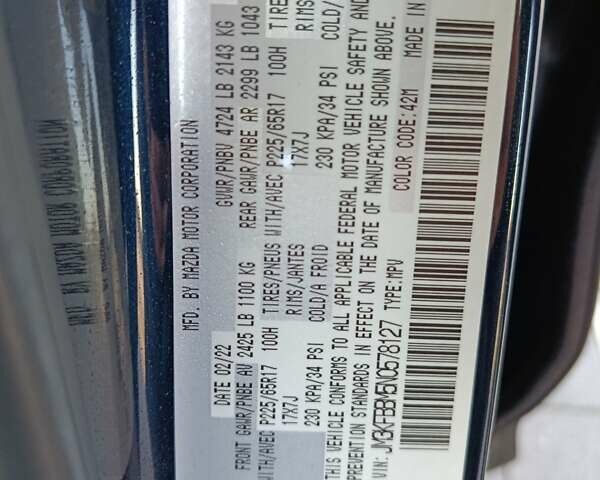 MFD. BY MAZDA MOTOR CORPORATION
DATE 02/22 GVWR/PNBV 4724 LB 2143 KG
FRONT GAWR/PNBE AV 2425 LB 1100 KG REAR GAWR/PNBE AR 2299 LB 1043
WITH/AVEC P225/65R17 100H TIRES/PNEUS WITH/AVEC P225/65R17 100H TIRE
17X7J RIMS/JANTES 17X7J RIMS
230 KPA/34 PSI COLD/A FROID 230 KPA/34 PSI COLD/
THIS VEHICLE CONFORMS TO ALL APPLICABLE FEDERAL MOTOR VEHICLE SAFETY AND
PREVENTION STANDARDS IN EFFECT ON THE DATE OF MANUFACTURE SHOWN ABOVE.
VIN: JM3KFBBM5N0578127 TYPE:MPV COLOR CODE:42M MADE IN